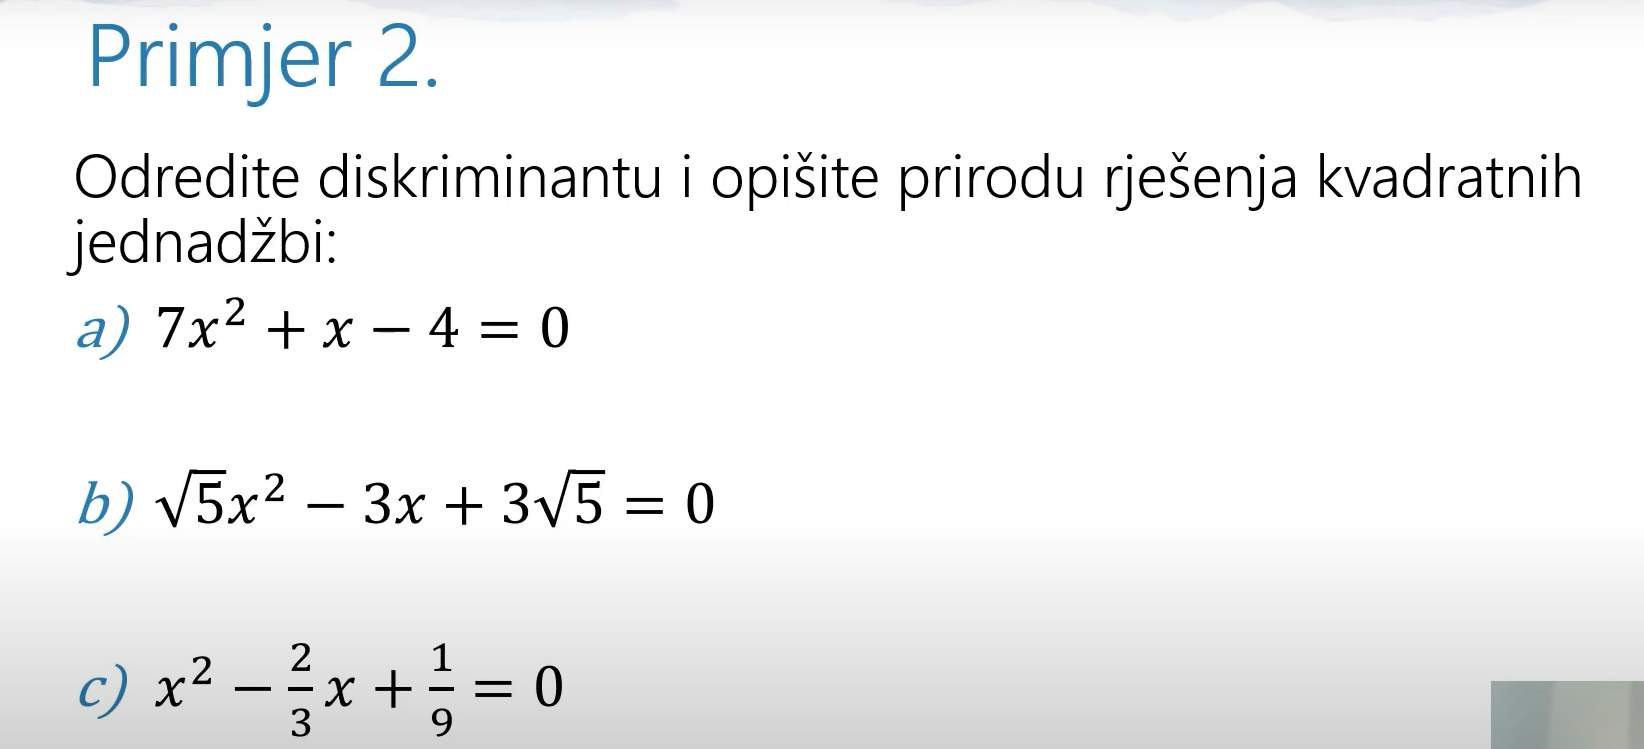 Primjer 2.
Odredite diskriminantu i opišite prirodu rješenja kvadratnih
jednadžbi:
a) 7x² + x − 4 = 0
b) √5x² − 3x + 3√5 = 0
c) x² − 2/3 x + 1/9 = 0